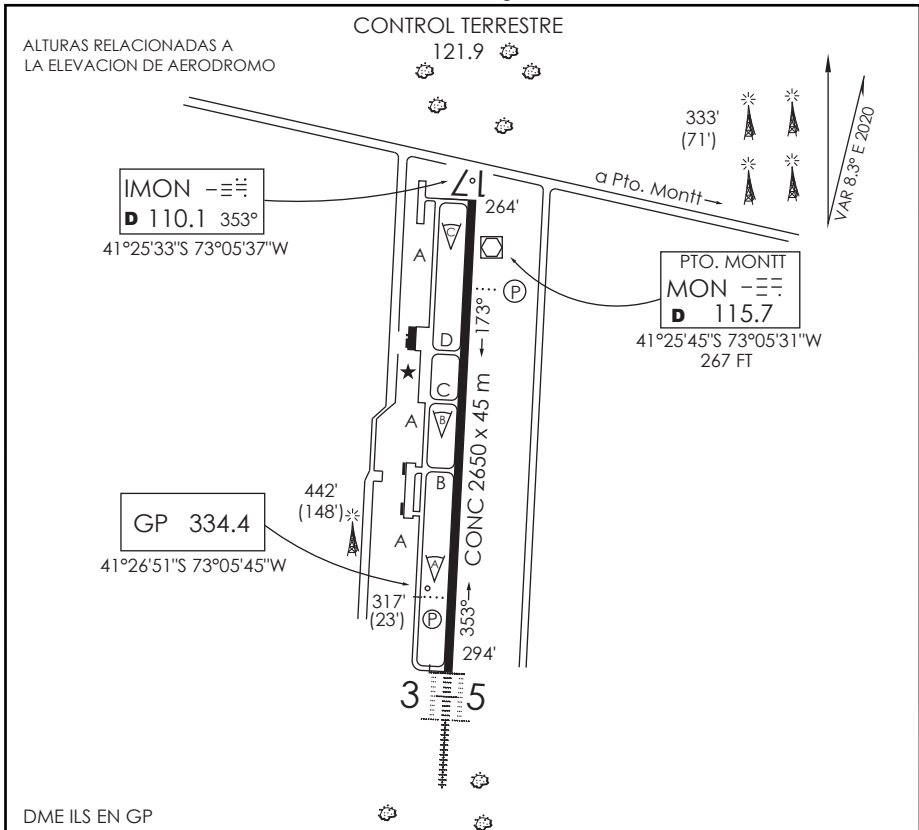 CONTROL TERRESTRE
121.9
ALTURAS RELACIONADAS A
LA ELEVACION DE AERODROMO
333'
(71')
VAR 8.3° E 2020
a Pto. Montt
IMON
D 110.1 353°
41°25'33"S 73°05'37"W
17
264'
C
A
P
PTO. MONTT
MON
D 115.7
41°25'45"S 73°05'31"W
267 FT
173°
D
C
A
B
CONC 2650 x 45 m
B
442'
(148')
GP 334.4
41°26'51"S 73°05'45"W
A
A
317'
(23')
P
353°
294'
3 5
DME ILS EN GP